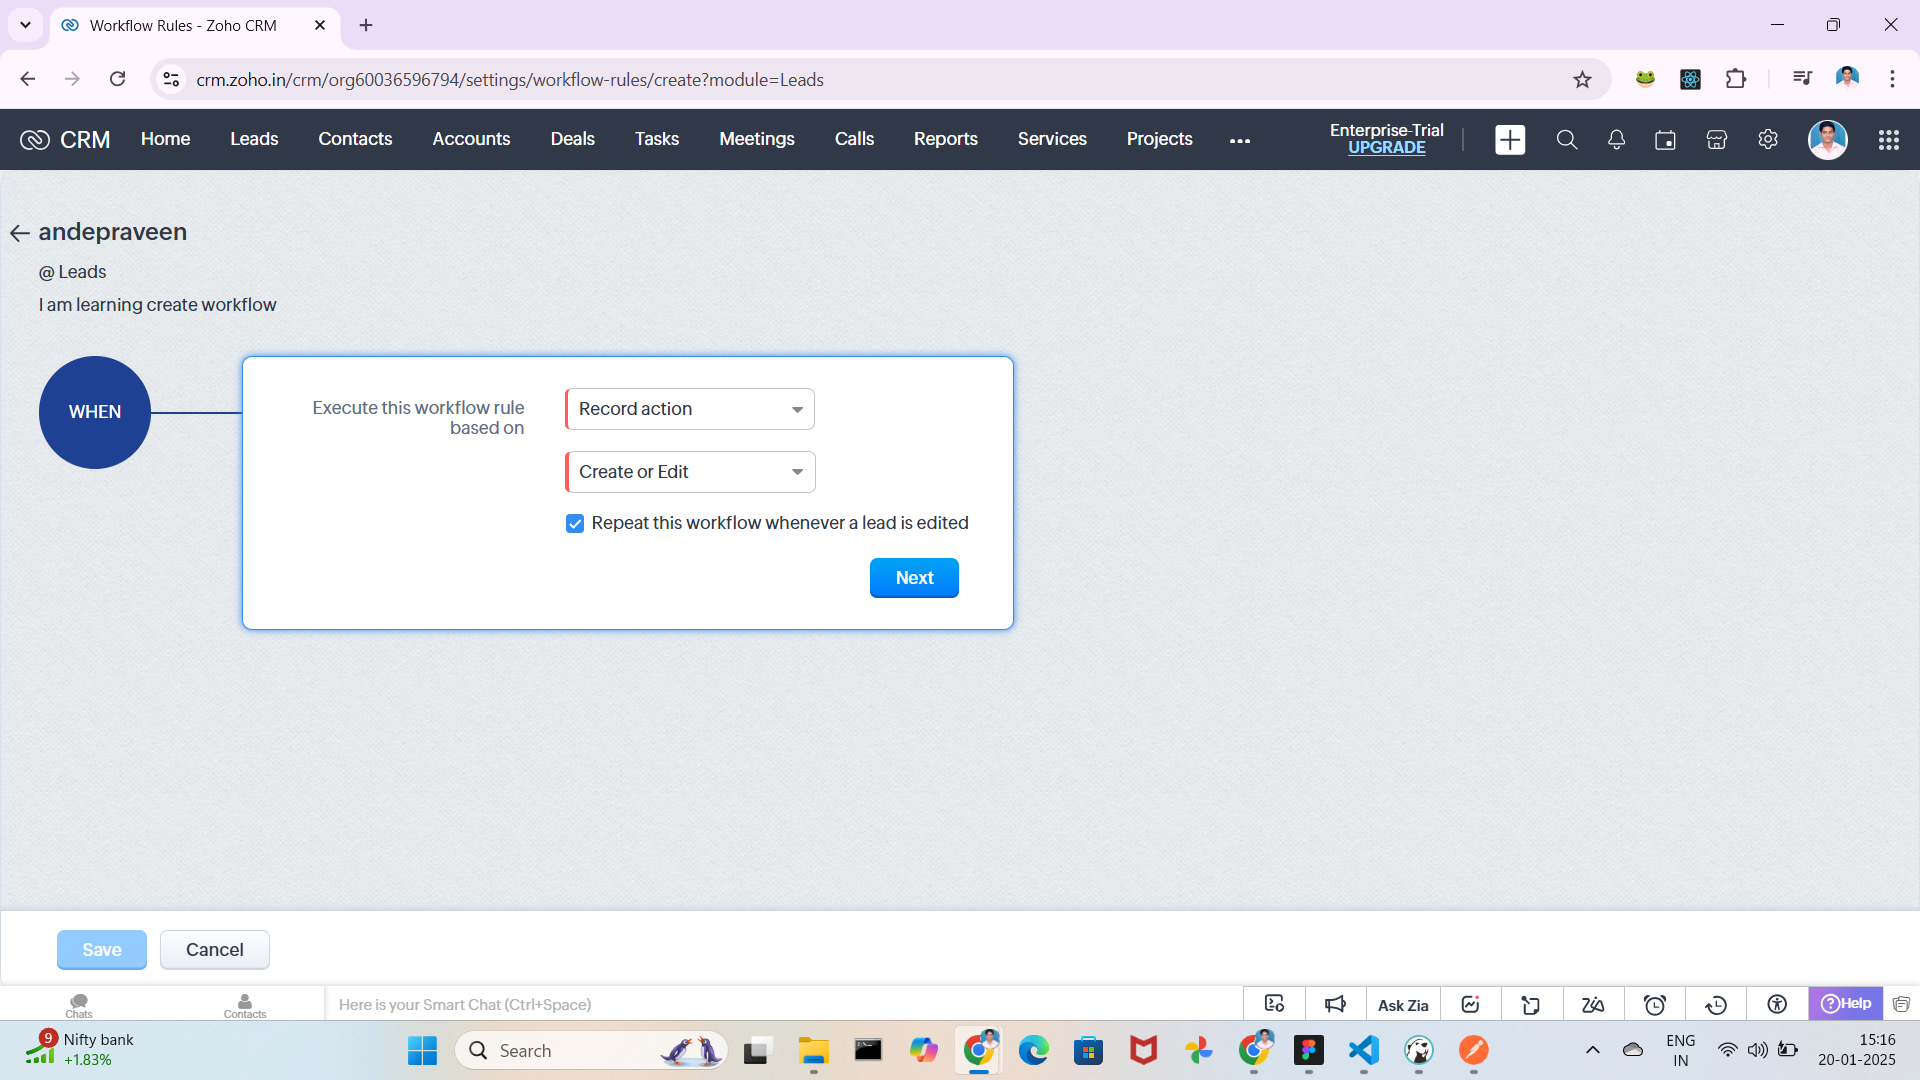 Workflow Rules - Zoho CRM
crm.zoho.in/crm/org60036596794/settings/workflow-rules/create?module=Leads
CRM Home Leads Contacts Accounts Deals Tasks Meetings Calls Reports Services Projects ... Enterprise-Trial
UPGRADE
andepraveen
@ Leads
I am learning create workflow
WHEN
Execute this workflow rule
based on
Record action
Create or Edit
Repeat this workflow whenever a lead is edited
Next
Save Cancel
Chats Contacts Here is your Smart Chat (Ctrl+Space) Ask Zia Help
9 Nifty bank
+1.83%
Search
ENG
IN
15:16
20-01-2025